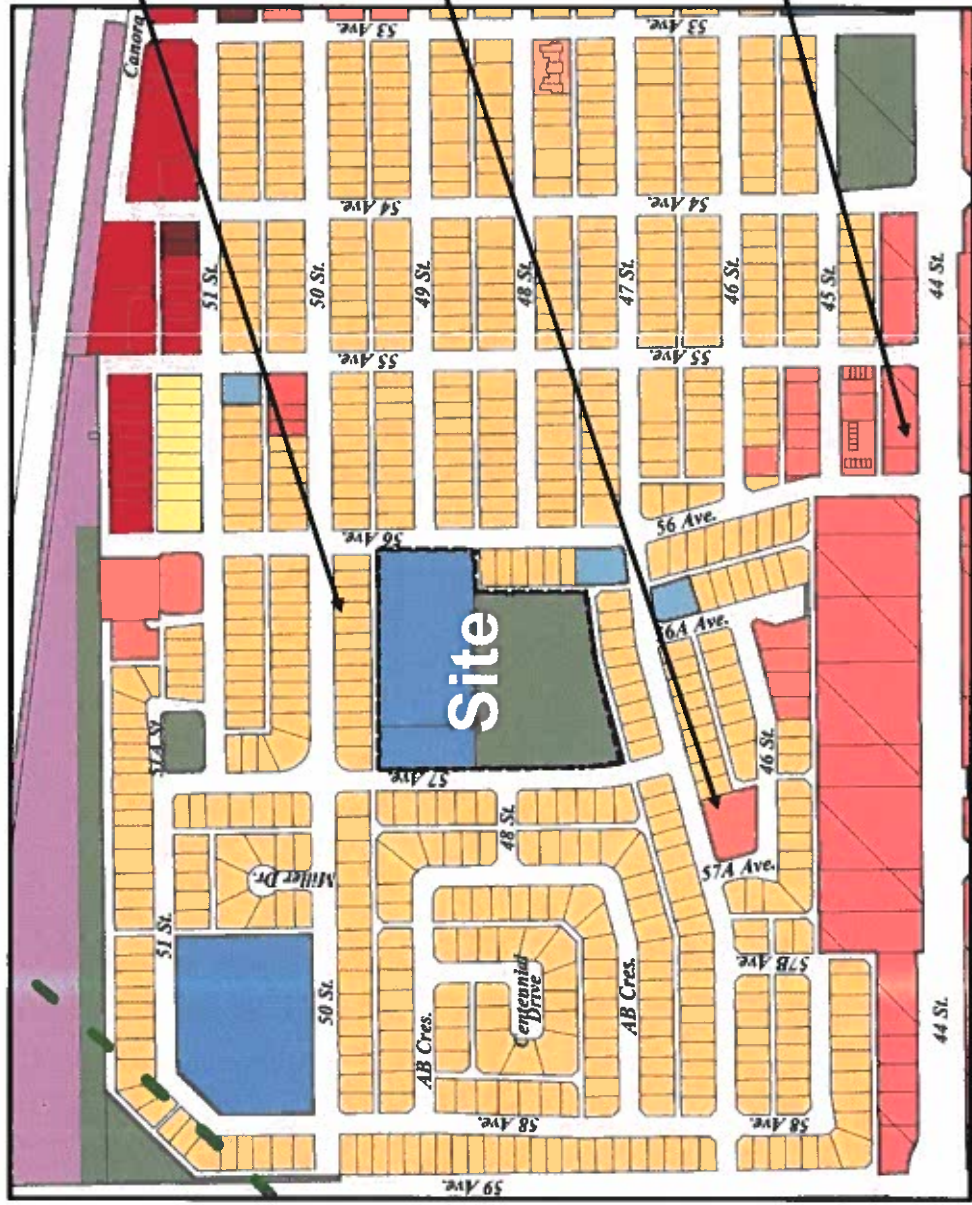 Canora
53 Ave.
53 Ave.
54 Ave.
54 Ave.
51 St.
50 St.
49 St.
48 St.
47 St.
46 St.
45 St.
44 St.
55 Ave.
55 Ave.
56 Ave.
56 Ave.
Site
6A Ave.
51A St.
57 Ave.
46 St.
48 St.
Miller Dr.
57A Ave.
51 St.
57B Ave.
50 St.
AB Cres.
Centennial
Drive
AB Cres.
44 St.
58 Ave.
58 Ave.
59 Ave.